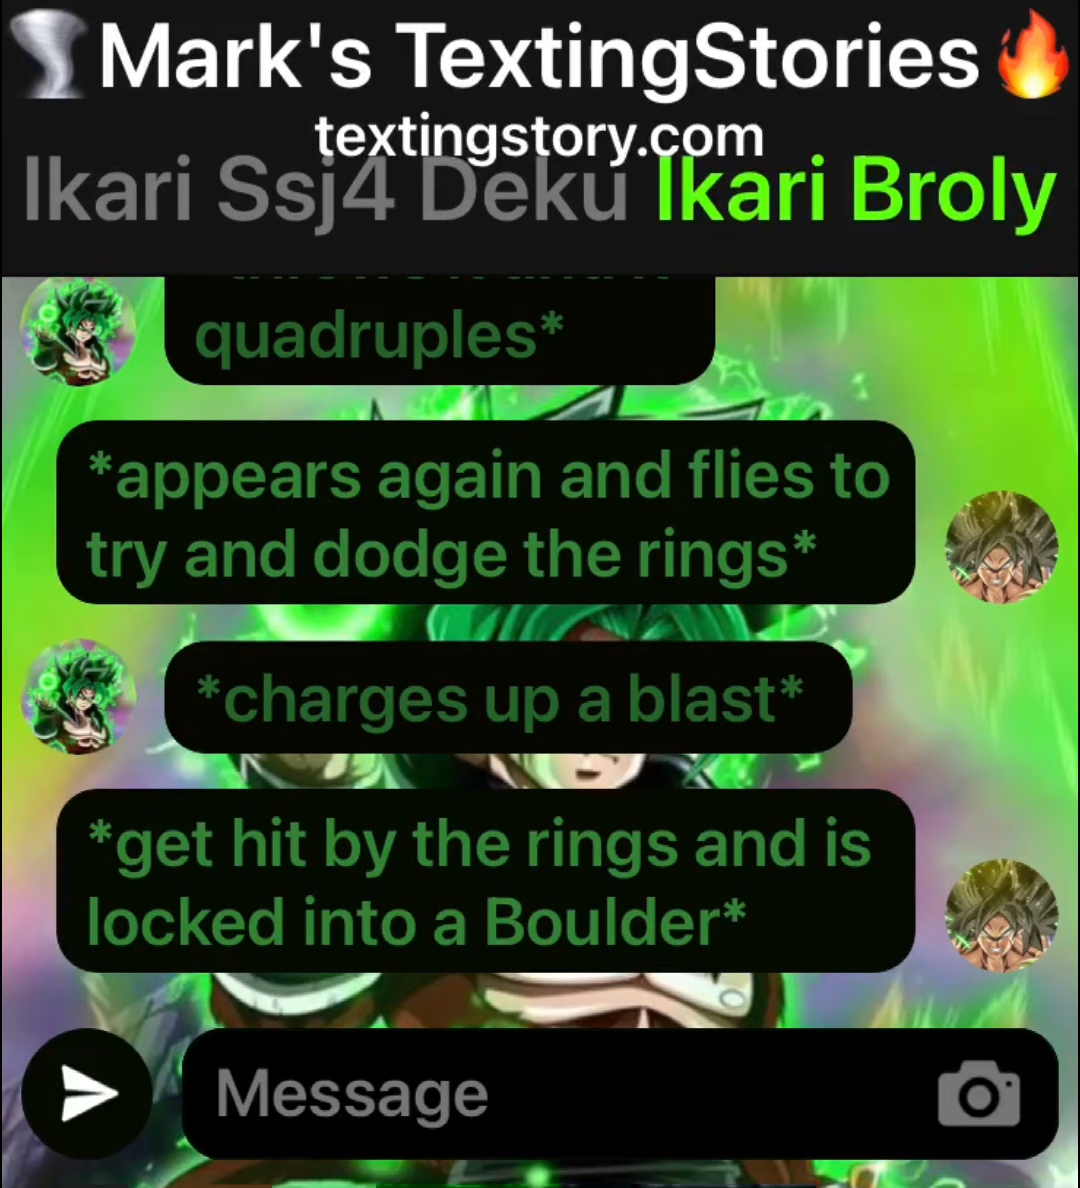 🌪️Mark's TextingStories🔥
textingstory.com
Ikari Ssj4 Deku Ikari Broly
quadruples*
*appears again and flies to
try and dodge the rings*
*charges up a blast*
*get hit by the rings and is
locked into a Boulder*
Message